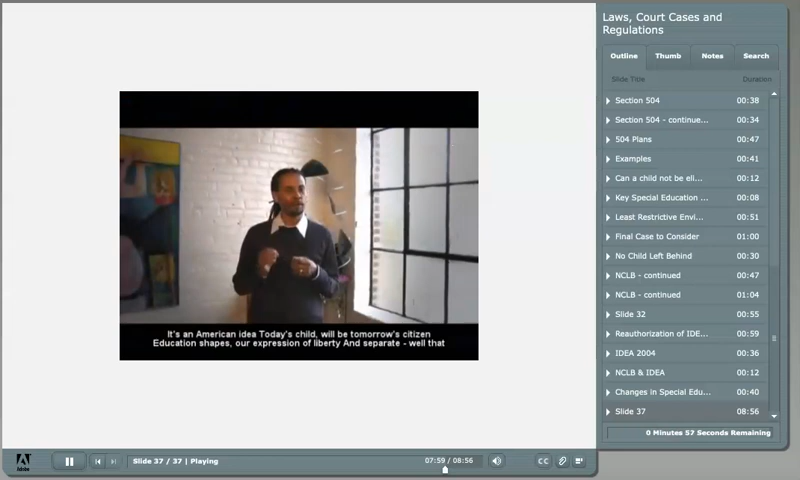 Laws, Court Cases and
Regulations
Outline Thumb Notes Search
Slide Title Duration
Section 504 00:38
Section 504 - continue... 00:34
504 Plans 00:47
Examples 00:41
Can a child not be eli... 00:12
Key Special Education ... 00:08
Least Restrictive Envi... 00:51
Final Case to Consider 01:00
No Child Left Behind 00:30
NCLB - continued 00:47
NCLB - continued 01:04
Slide 32 00:55
Reauthorization of IDE... 00:59
IDEA 2004 00:36
NCLB & IDEA 00:12
Changes in Special Edu... 00:40
Slide 37 08:56
0 Minutes 57 Seconds Remaining
It's an American idea Today's child, will be tomorrow's citizen
Education shapes, our expression of liberty And separate - well that
Adobe
Slide 37 / 37 | Playing
07:59 / 08:56
CC